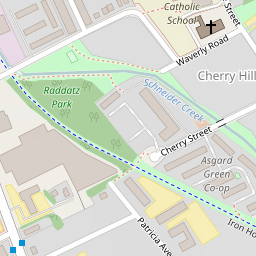 Catholic
School
Street
Waverly Road
Cherry Hill
Schneider Creek
Raddatz
Park
Cherry Street
Asgard
Green
Co-op
Patricia Ave
Iron Ho